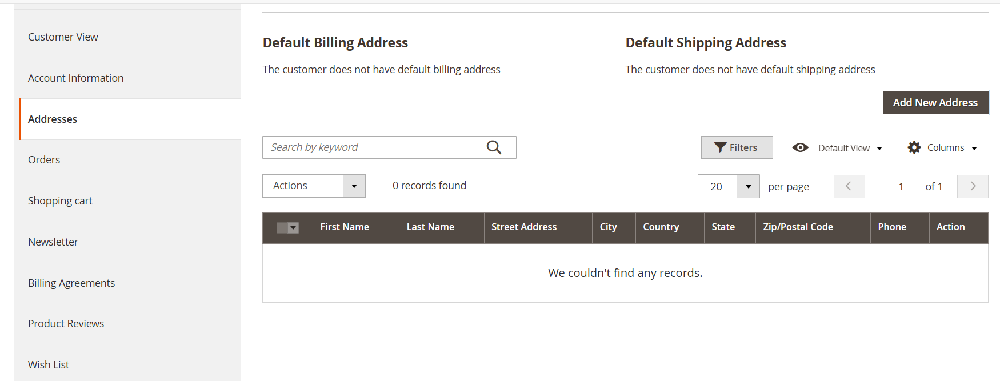 Customer View
Account Information
Addresses
Orders
Shopping cart
Newsletter
Billing Agreements
Product Reviews
Wish List
Default Billing Address
The customer does not have default billing address
Default Shipping Address
The customer does not have default shipping address
Add New Address
Search by keyword
Filters
Default View
Columns
Actions
0 records found
20
per page
1
of 1
First Name Last Name Street Address City Country State Zip/Postal Code Phone Action
We couldn't find any records.